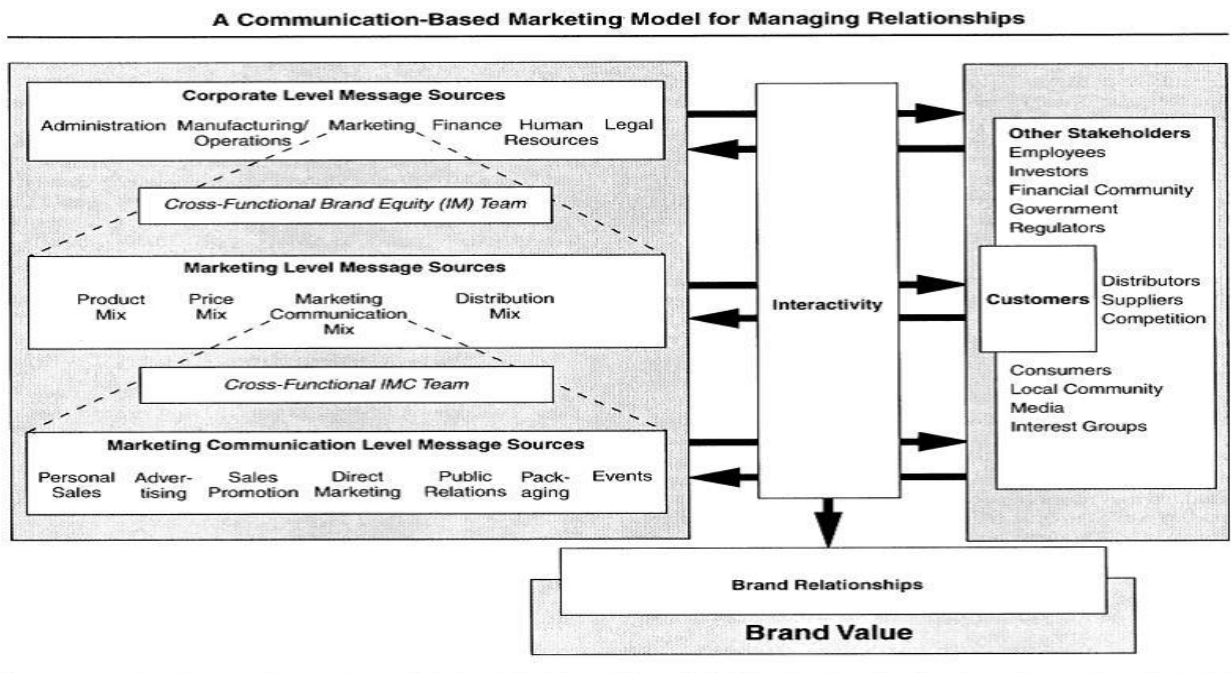 A Communication-Based Marketing Model for Managing Relationships
Corporate Level Message Sources
Administration Manufacturing/ Marketing Finance Human Legal
Operations Resources
Cross-Functional Brand Equity (IM) Team
Marketing Level Message Sources
Product Price Marketing Distribution
Mix Mix Communication Mix
Mix
Cross-Functional IMC Team
Marketing Communication Level Message Sources
Personal Adver- Sales Direct Public Pack- Events
Sales tising Promotion Marketing Relations aging
Interactivity
Other Stakeholders
Employees
Investors
Financial Community
Government
Regulators
Customers
Distributors
Suppliers
Competition
Consumers
Local Community
Media
Interest Groups
Brand Relationships
Brand Value